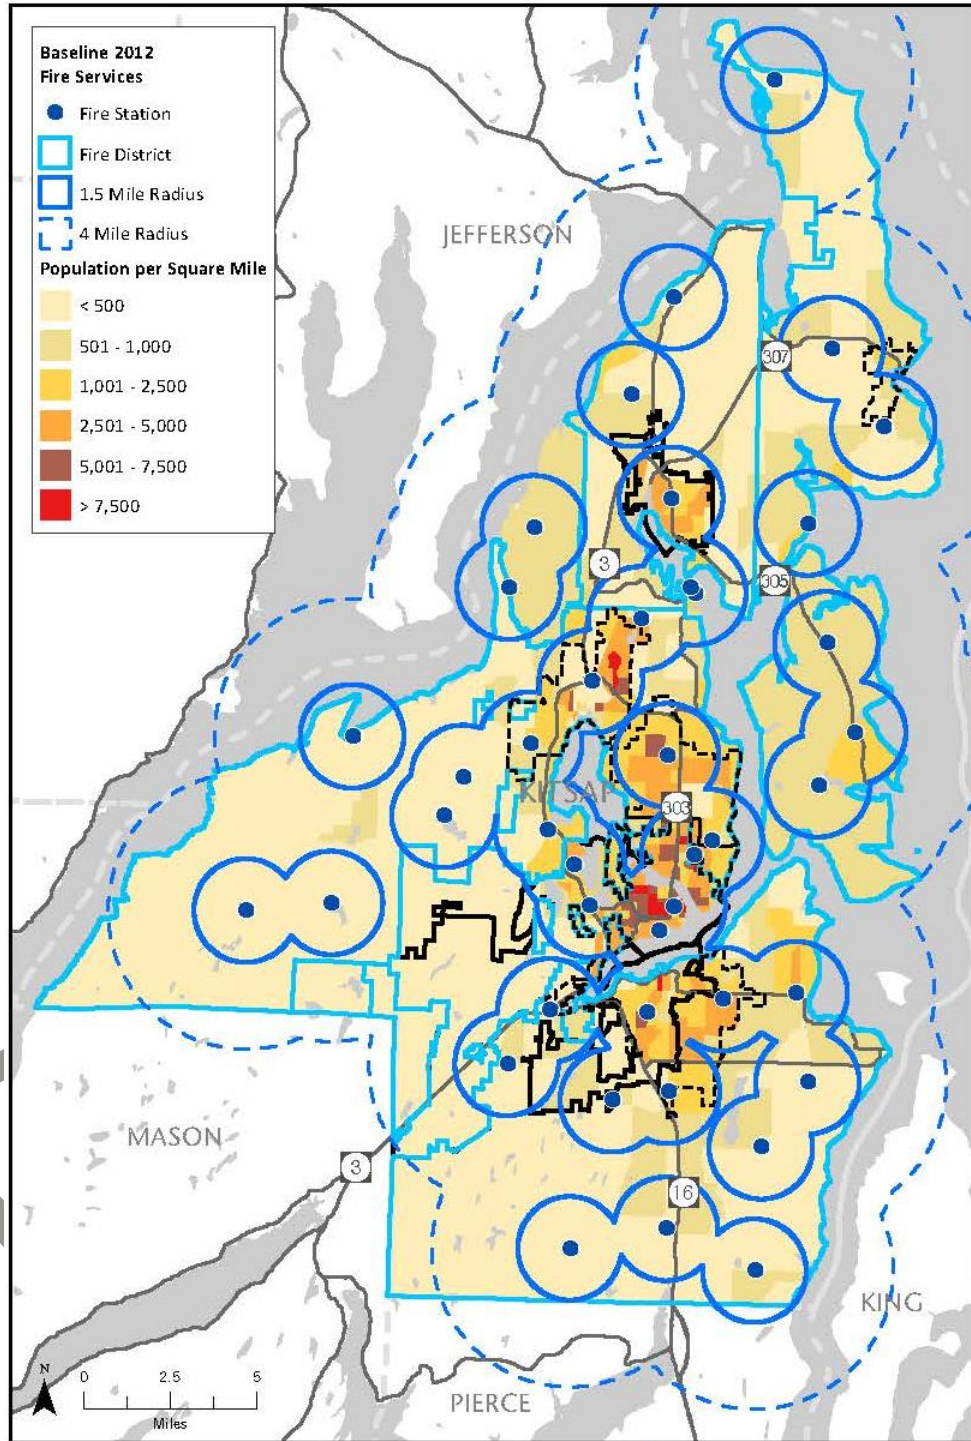 Baseline 2012
Fire Services
Fire Station
Fire District
1.5 Mile Radius
4 Mile Radius
Population per Square Mile
< 500
501 - 1,000
1,001 - 2,500
2,501 - 5,000
5,001 - 7,500
> 7,500
JEFFERSON
307
3
305
KITSAP
303
MASON
3
16
KING
PIERCE
N
0 2.5 5
Miles